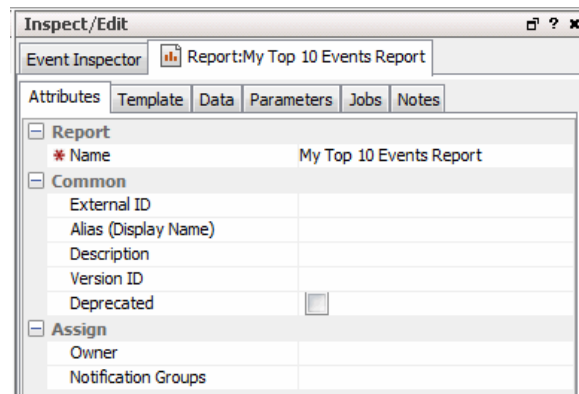 Inspect/Edit ?
Event Inspector Report:My Top 10 Events Report
Attributes Template Data Parameters Jobs Notes
Report
* Name My Top 10 Events Report
Common
External ID
Alias (Display Name)
Description
Version ID
Deprecated
Assign
Owner
Notification Groups